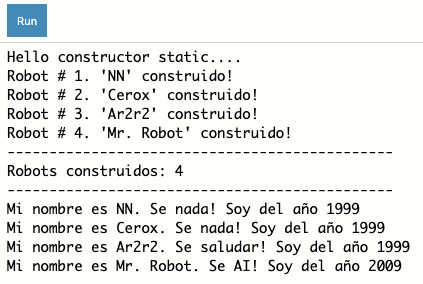 Run
Hello constructor static....
Robot # 1. 'NN' construido!
Robot # 2. 'Cerox' construido!
Robot # 3. 'Ar2r2' construido!
Robot # 4. 'Mr. Robot' construido!
----------------------------------------------
Robots construidos: 4
----------------------------------------------
Mi nombre es NN. Se nada! Soy del año 1999
Mi nombre es Cerox. Se nada! Soy del año 1999
Mi nombre es Ar2r2. Se saludar! Soy del año 1999
Mi nombre es Mr. Robot. Se AI! Soy del año 2009